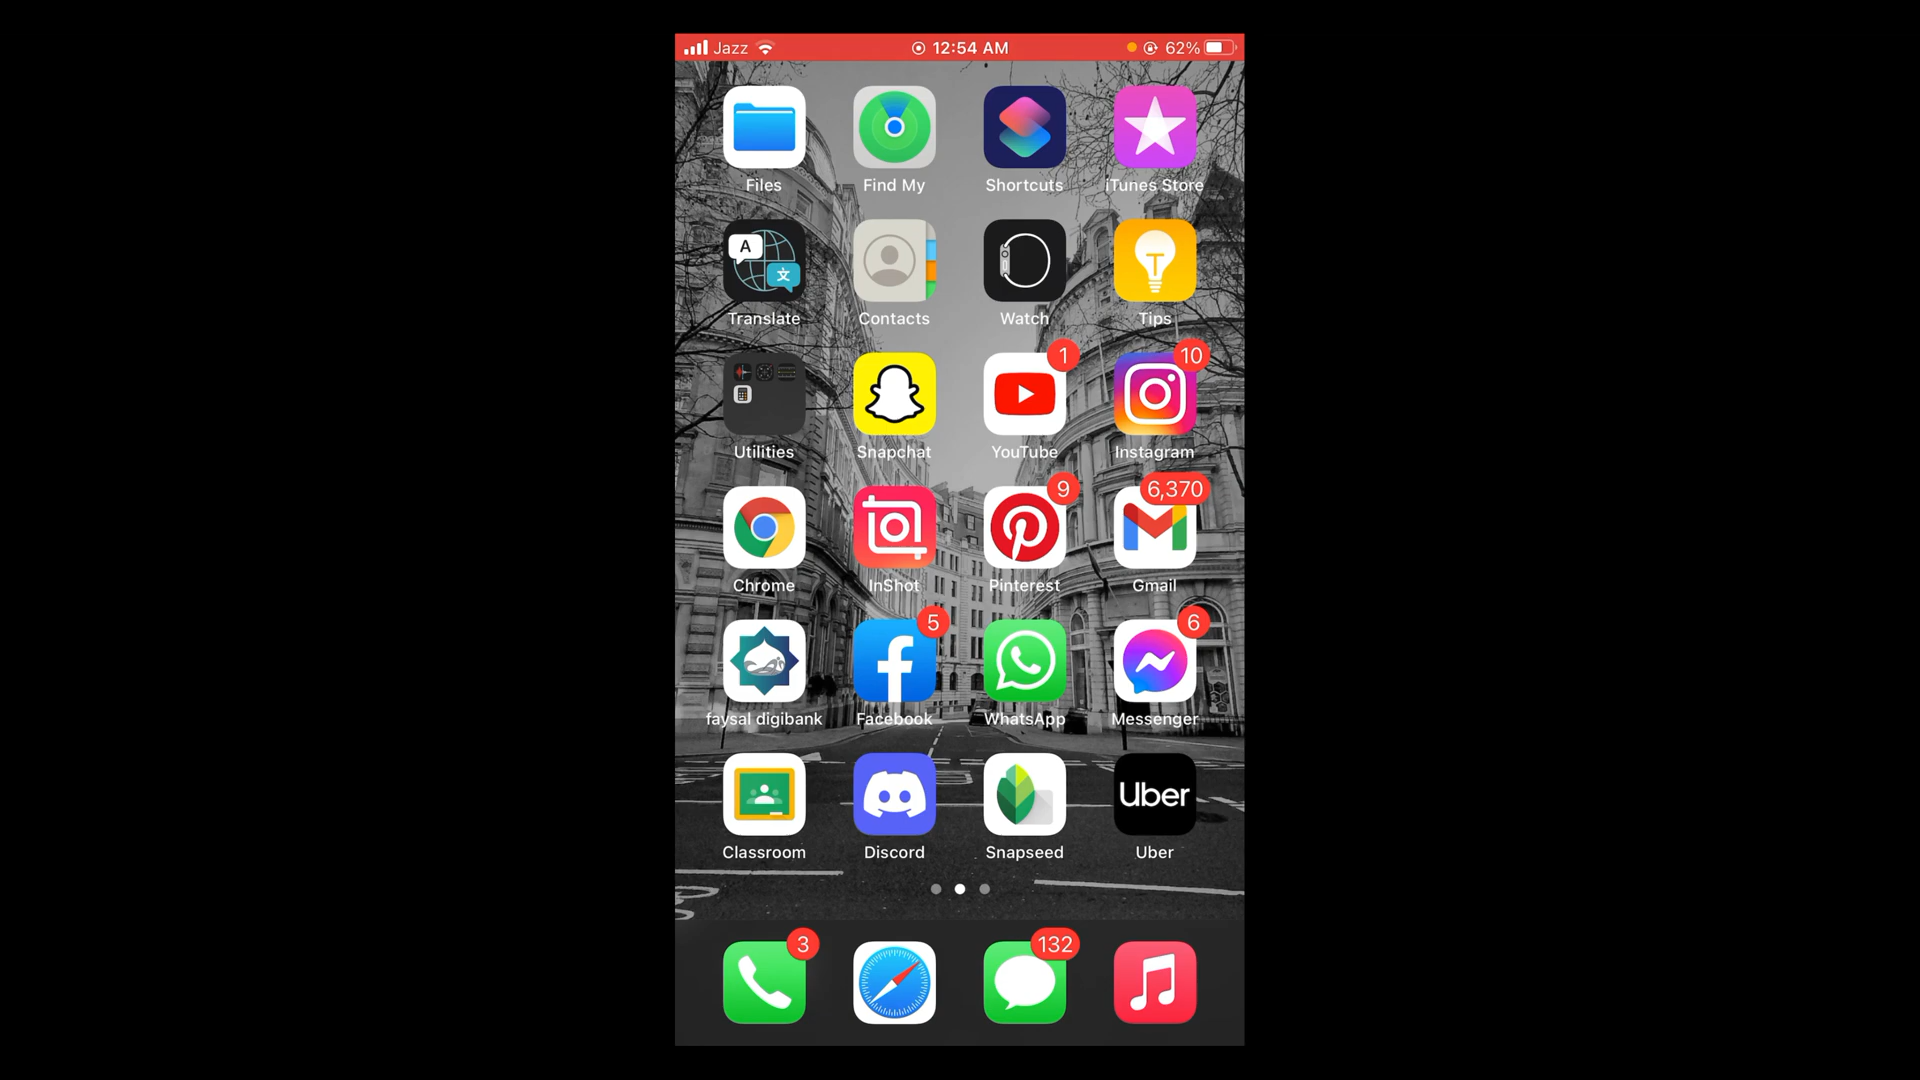 Jazz 12:54 AM 62%
Files Find My Shortcuts iTunes Store
A 文
Translate Contacts Watch Tips
1 10
Utilities Snapchat YouTube Instagram
9 6,370
Chrome InShot Pinterest Gmail
5 6
faysal digibank Facebook WhatsApp Messenger
Uber
Classroom Discord Snapseed Uber
3 132